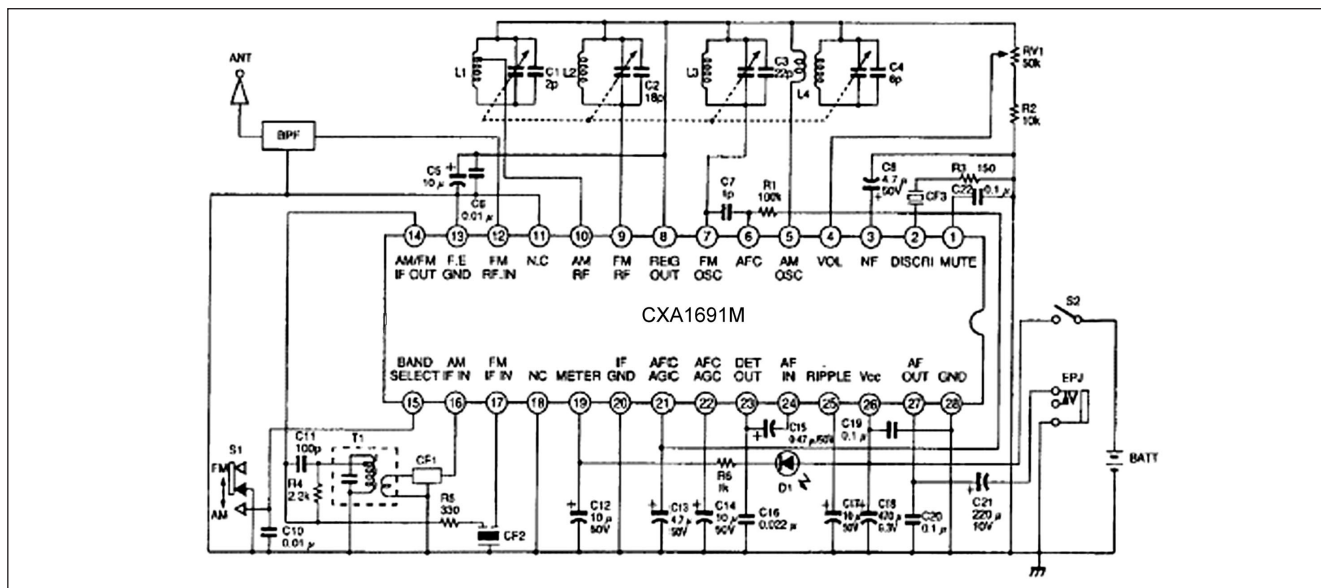 ANT
BPF
L1
C1
2p
L2
C2
18p
L3
C3
22p
L4
C4
6p
RV1
50k
R2
10k
C5
10 μ
C6
0.01 μ
C7
1p
R1
100k
C8
4.7 μ
50V
R3 150
C22
0.1 μ
CF3
14 13 12 11 10 9 8 7 6 5 4 3 2 1
AM/FM
IF OUT
F.E
GND
FM
RF.IN
N.C
AM
RF
FM
RF
REIG
OUT
FM
OSC
AFC
AM
OSC
VOL
NF
DISCRI
MUTE
CXA1691M
BAND
SELECT
AM
IF IN
FM
IF IN
NC
METER
IF
GND
AFIC
AGIC
AFC
AGC
DET
OUT
AF
IN
RIPPLE
Vcc
AF
OUT
GND
15 16 17 18 19 20 21 22 23 24 25 26 27 28
S2
EPJ
BATT
S1
FM
AM
C11
100p
R4
2.2k
T1
CF1
R5
330
CF2
C10
0.01 μ
C12
10 μ
50V
C13
4.7 μ
50V
C14
10 μ
50V
C15
0.47 μ/50V
R6
1k
D1
C16
0.022 μ
C17
10 μ
50V
C18
470 μ
6.3V
C19
0.1 μ
C20
0.1 μ
C21
220 μ
10V